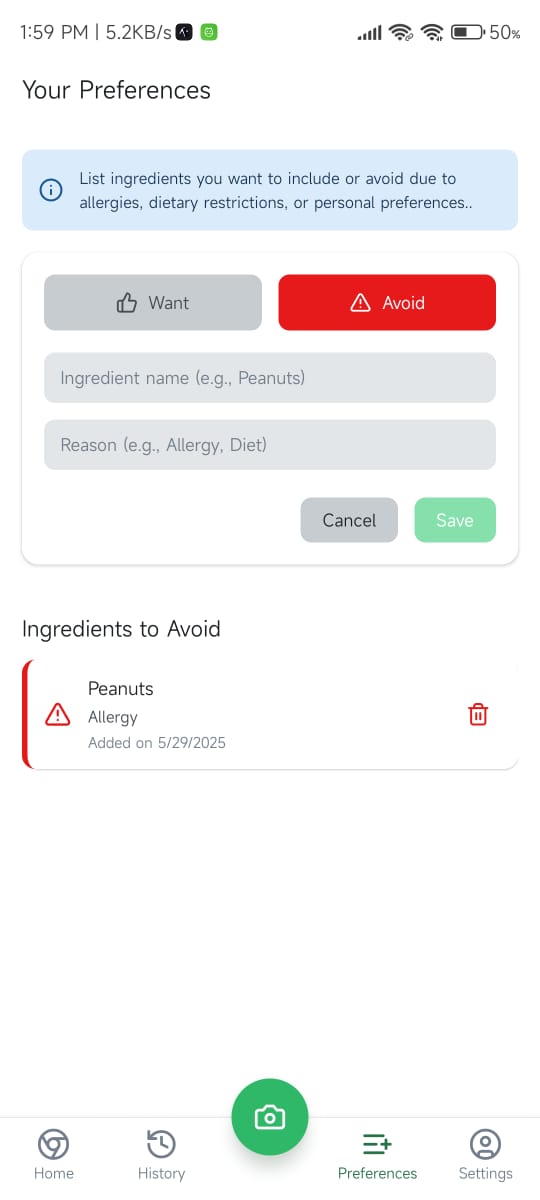 1:59 PM | 5.2KB/s
50%
Your Preferences
List ingredients you want to include or avoid due to
allergies, dietary restrictions, or personal preferences..
Want
Avoid
Ingredient name (e.g., Peanuts)
Reason (e.g., Allergy, Diet)
Cancel
Save
Ingredients to Avoid
Peanuts
Allergy
Added on 5/29/2025
Home
History
Preferences
Settings